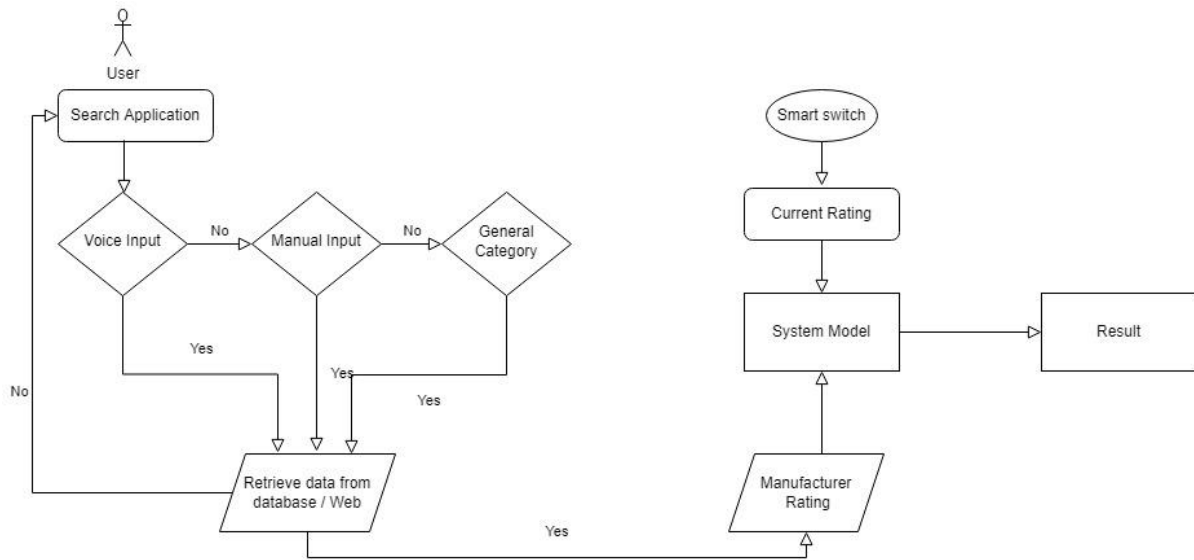 User
Search Application
Smart switch
Current Rating
Voice Input
No
Manual Input
No
General
Category
System Model
Result
Yes
Yes
Yes
No
Retrieve data from
database / Web
Manufacturer
Rating
Yes